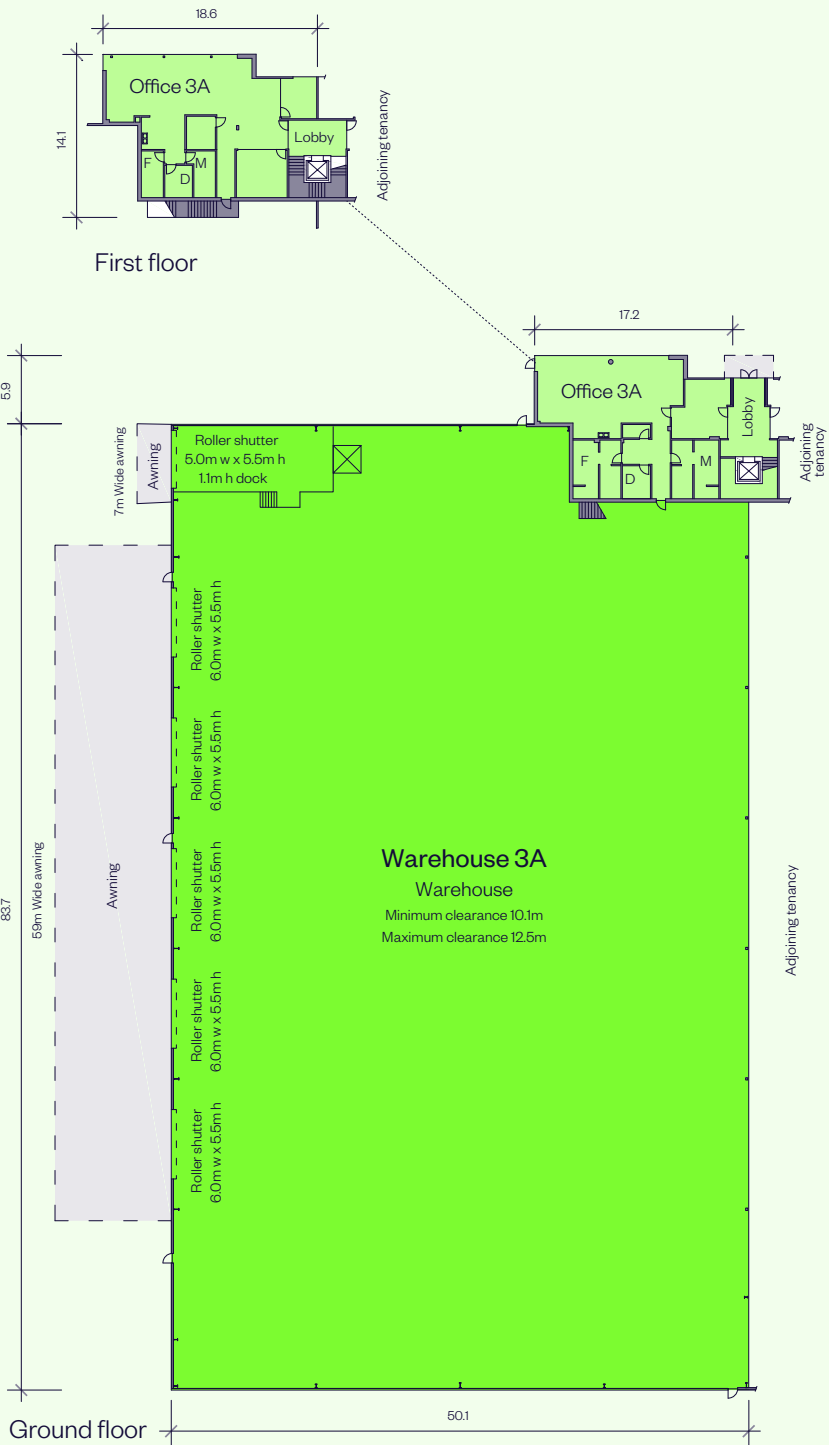 18.6
14.1
Office 3A
Lobby
F
D
M
Adjoining tenancy
First floor
17.2
5.9
Office 3A
Lobby
F
D
M
Adjoining
tenancy
7m Wide awning
Awning
Roller shutter
5.0m w x 5.5m h
1.1m h dock
Roller shutter
6.0m w x 5.5m h
Roller shutter
6.0m w x 5.5m h
Roller shutter
6.0m w x 5.5m h
Roller shutter
6.0m w x 5.5m h
Roller shutter
6.0m w x 5.5m h
83.7
59m Wide awning
Awning
Warehouse 3A
Warehouse
Minimum clearance 10.1m
Maximum clearance 12.5m
Adjoining tenancy
Ground floor
50.1